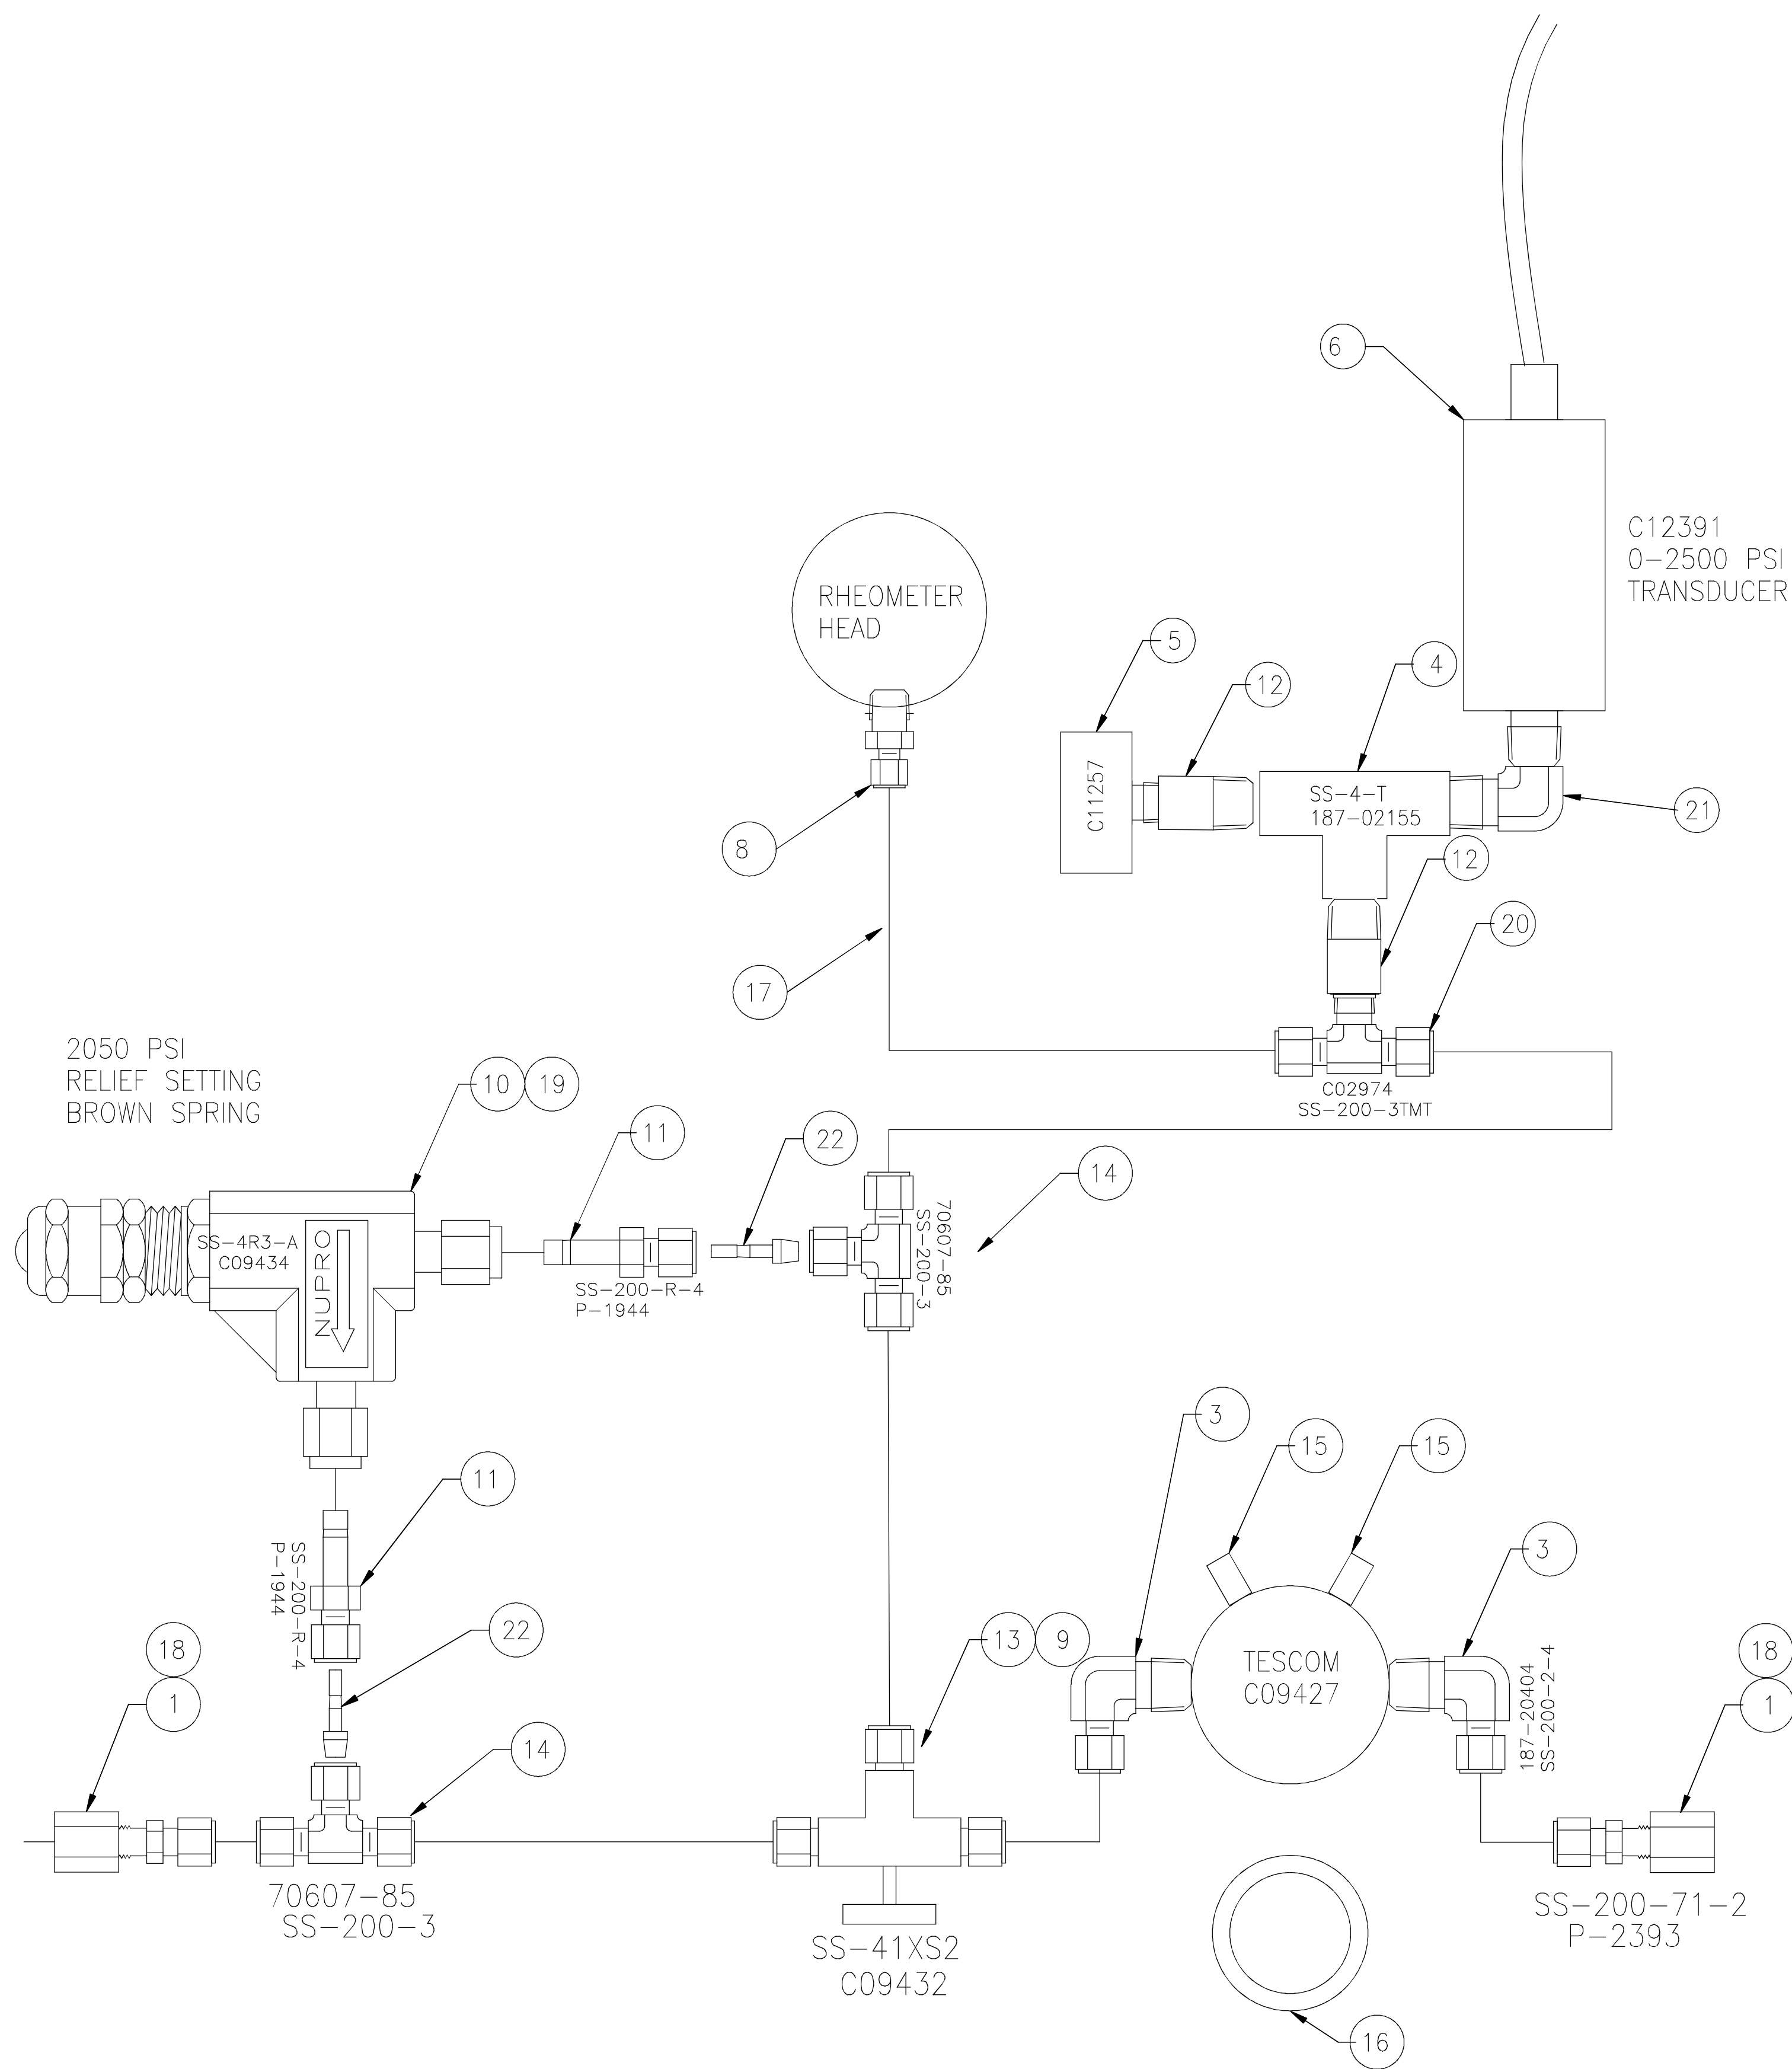 6
C12391
0-2500 PSI
TRANSDUCER
RHEOMETER
HEAD
5
4
12
C11257
SS-4-T
187-02155
21
8
12
20
17
2050 PSI
RELIEF SETTING
BROWN SPRING
10
19
C02974
SS-200-3TMT
11
22
14
70607-85
SS-200-3
SS-4R3-A
C09434
NUPRO
SS-200-R-4
P-1944
3
15
15
11
3
SS-200-R-4
P-1944
22
18
1
13
9
TESCOM
C09427
187-20404
SS-200-2-4
18
1
14
70607-85
SS-200-3
SS-41XS2
C09432
SS-200-71-2
P-2393
16